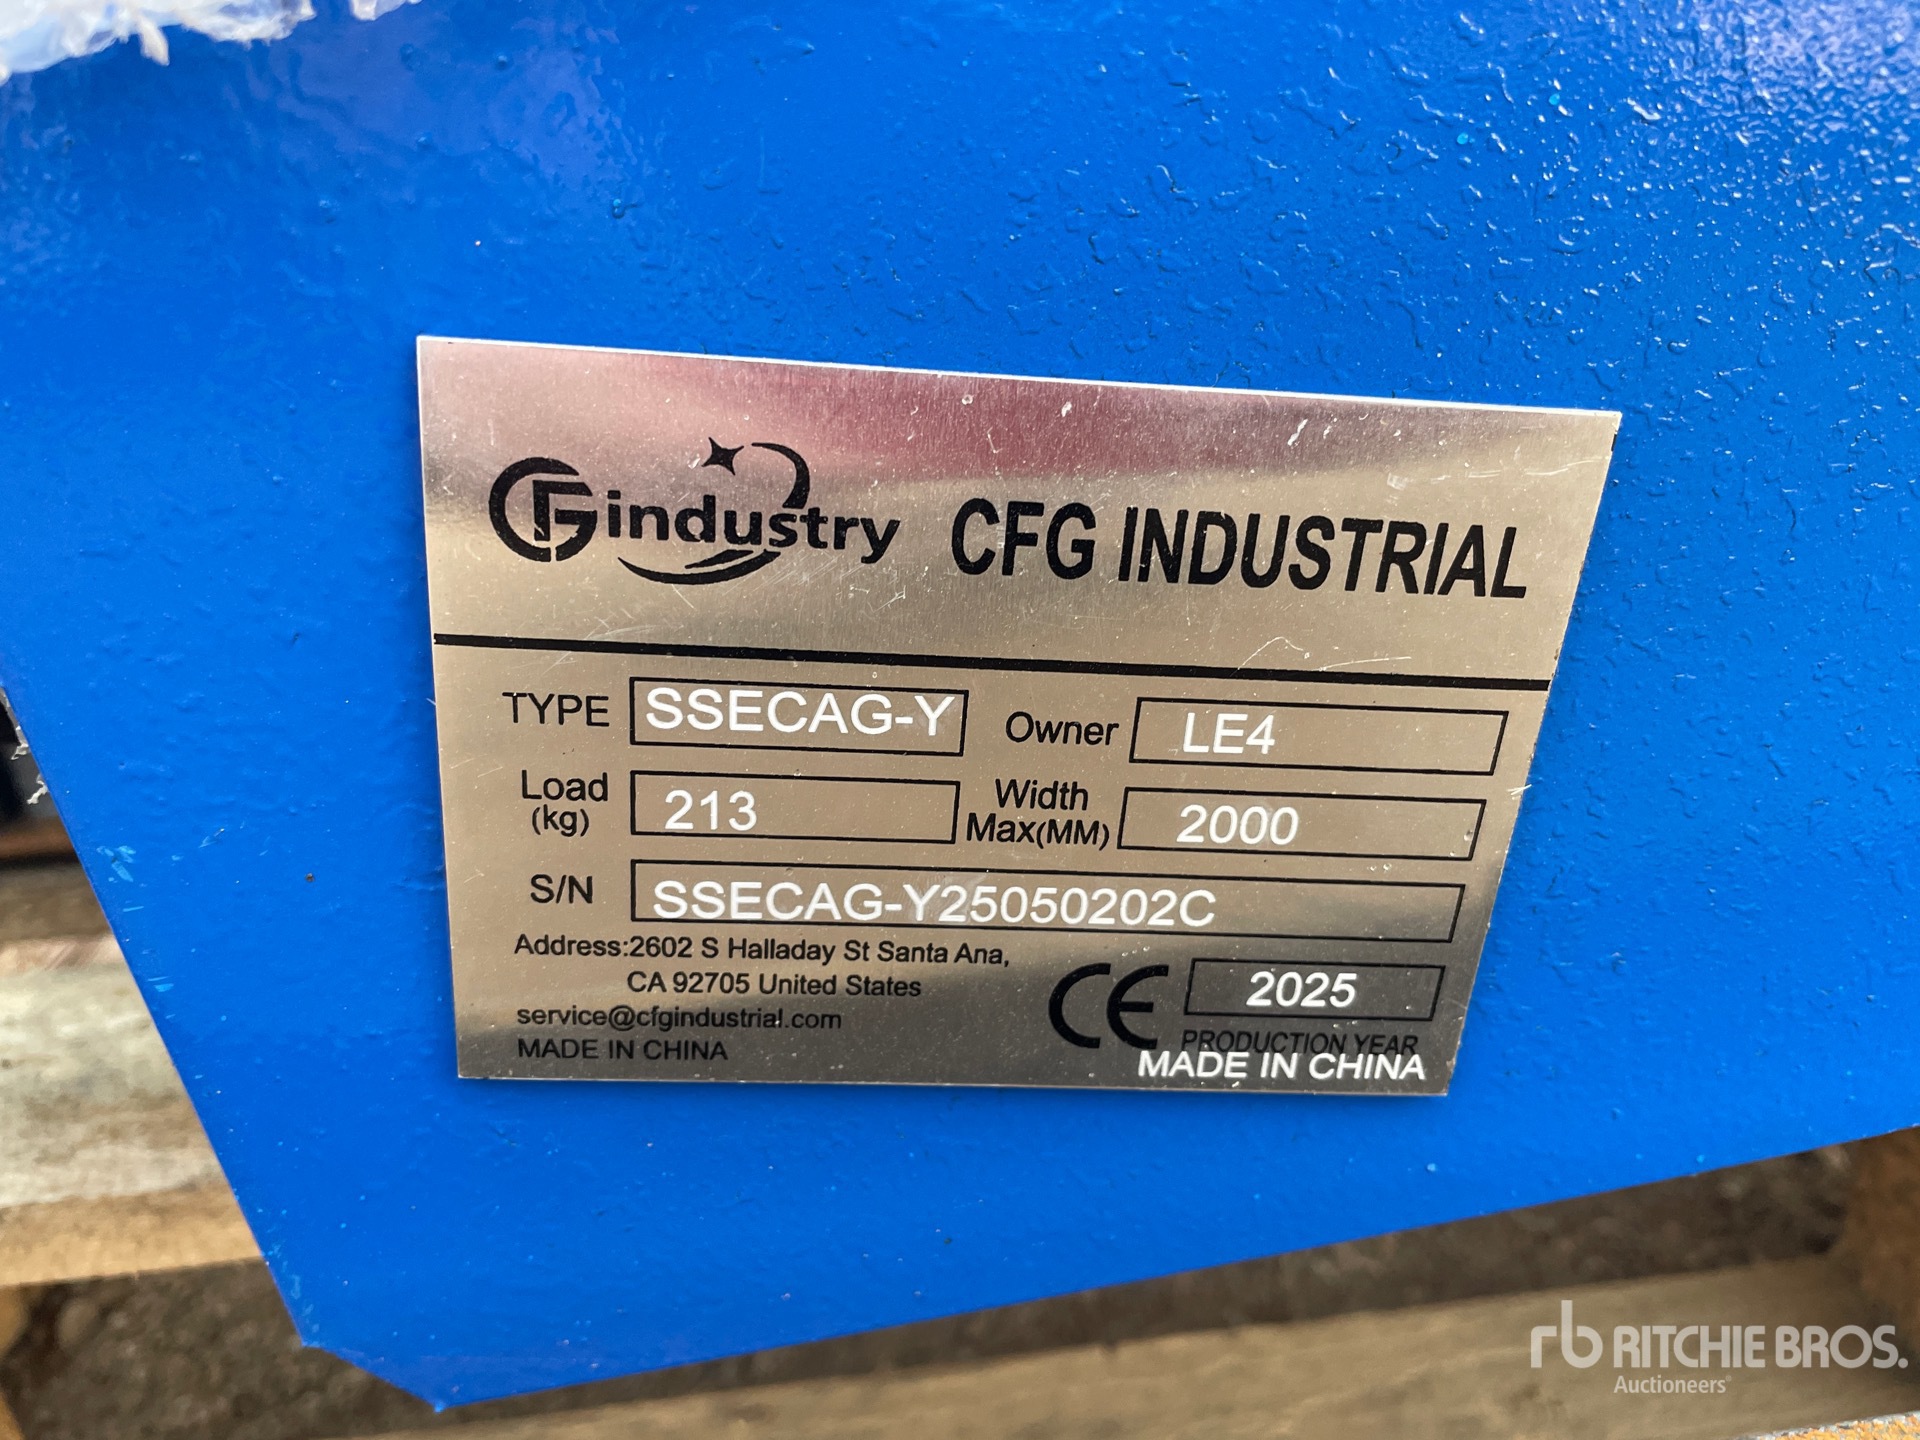 CFGindustry CFG INDUSTRIAL
TYPE SSECAG-Y Owner LE4
Load (kg) 213 Width Max(MM) 2000
S/N SSECAG-Y25050202C
Address:2602 S Halladay St Santa Ana,
CA 92705 United States
service@cfgindustrial.com
MADE IN CHINA
CE 2025
PRODUCTION YEAR
MADE IN CHINA
rb RITCHIE BROS.
Auctioneers